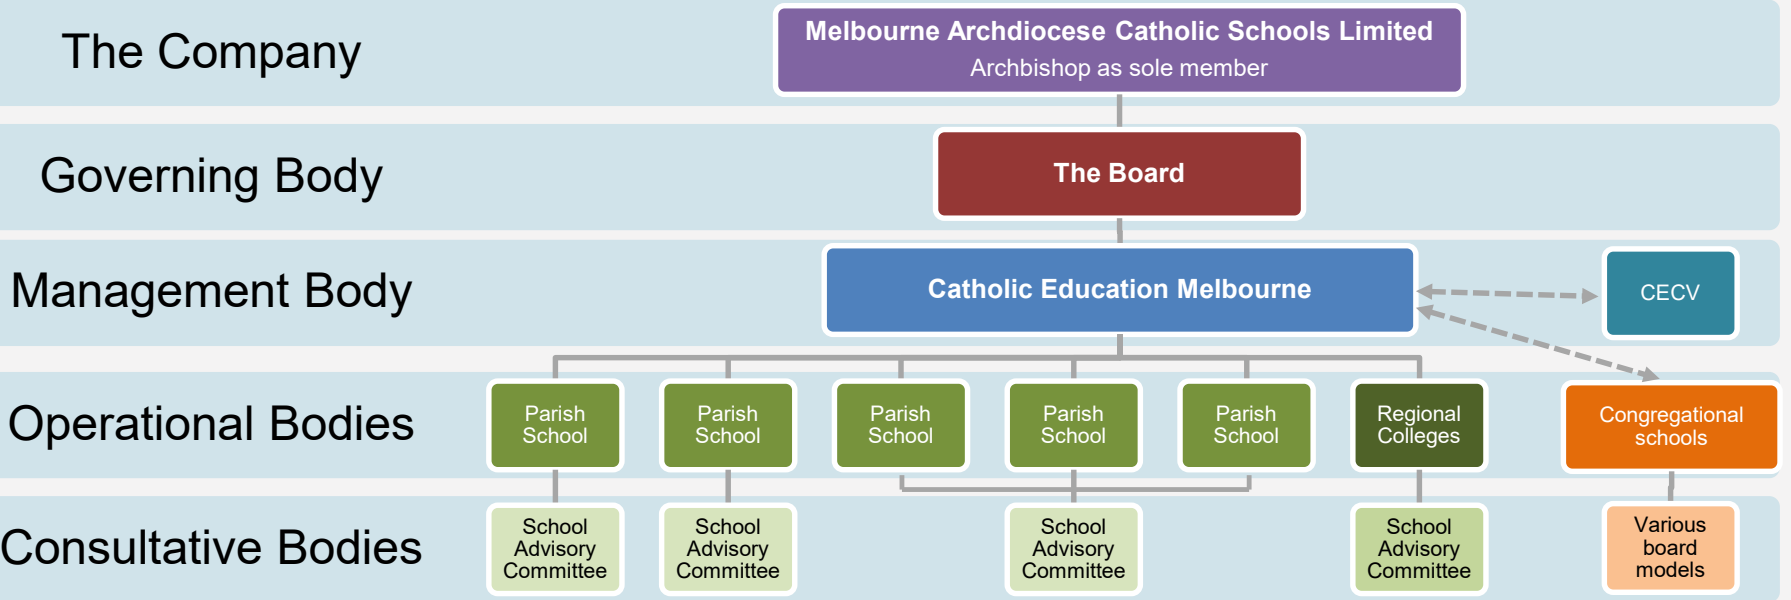 The Company
Melbourne Archdiocese Catholic Schools Limited
Archbishop as sole member
Governing Body
The Board
Management Body
Catholic Education Melbourne
CECV
Operational Bodies
Parish
School
Parish
School
Parish
School
Parish
School
Parish
School
Regional
Colleges
Congregational
schools
Consultative Bodies
School
Advisory
Committee
School
Advisory
Committee
School
Advisory
Committee
School
Advisory
Committee
Various
board
models